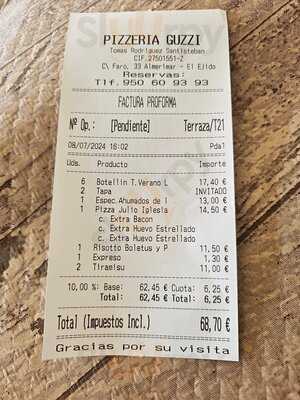 PIZZERIA GUZZI
Tomas Rodriguez Santisteban
CIF.27501551-Z
C\ Faro, 33 Almerimar - El Ejido
Reservas:
Tlf.950 60 93 93
FACTURA PROFORMA
Nº Op.: [Pendiente] Terraza/T21
08/07/2024 16:02 Pda1
Uds. Producto Importe
6 Botellin T.Verano L 17,40 €
2 Tapa INVITADO
1 Espec.Ahumados de l 13,00 €
1 Pizza Julio Iglesia 14,50 €
c. Extra Bacon
c. Extra Huevo Estrellado
c. Extra Huevo Estrellado
1 Risotto Boletus y P 11,50 €
1 Expreso 1,30 €
2 Tiramisu 11,00 €
10,00 %: Base: 62,45 € Cuota: 6,25 €
Total: 62,45 € Total: 6,25 €
Total (Impuestos Incl.) 68,70 €
Gracias por su visita